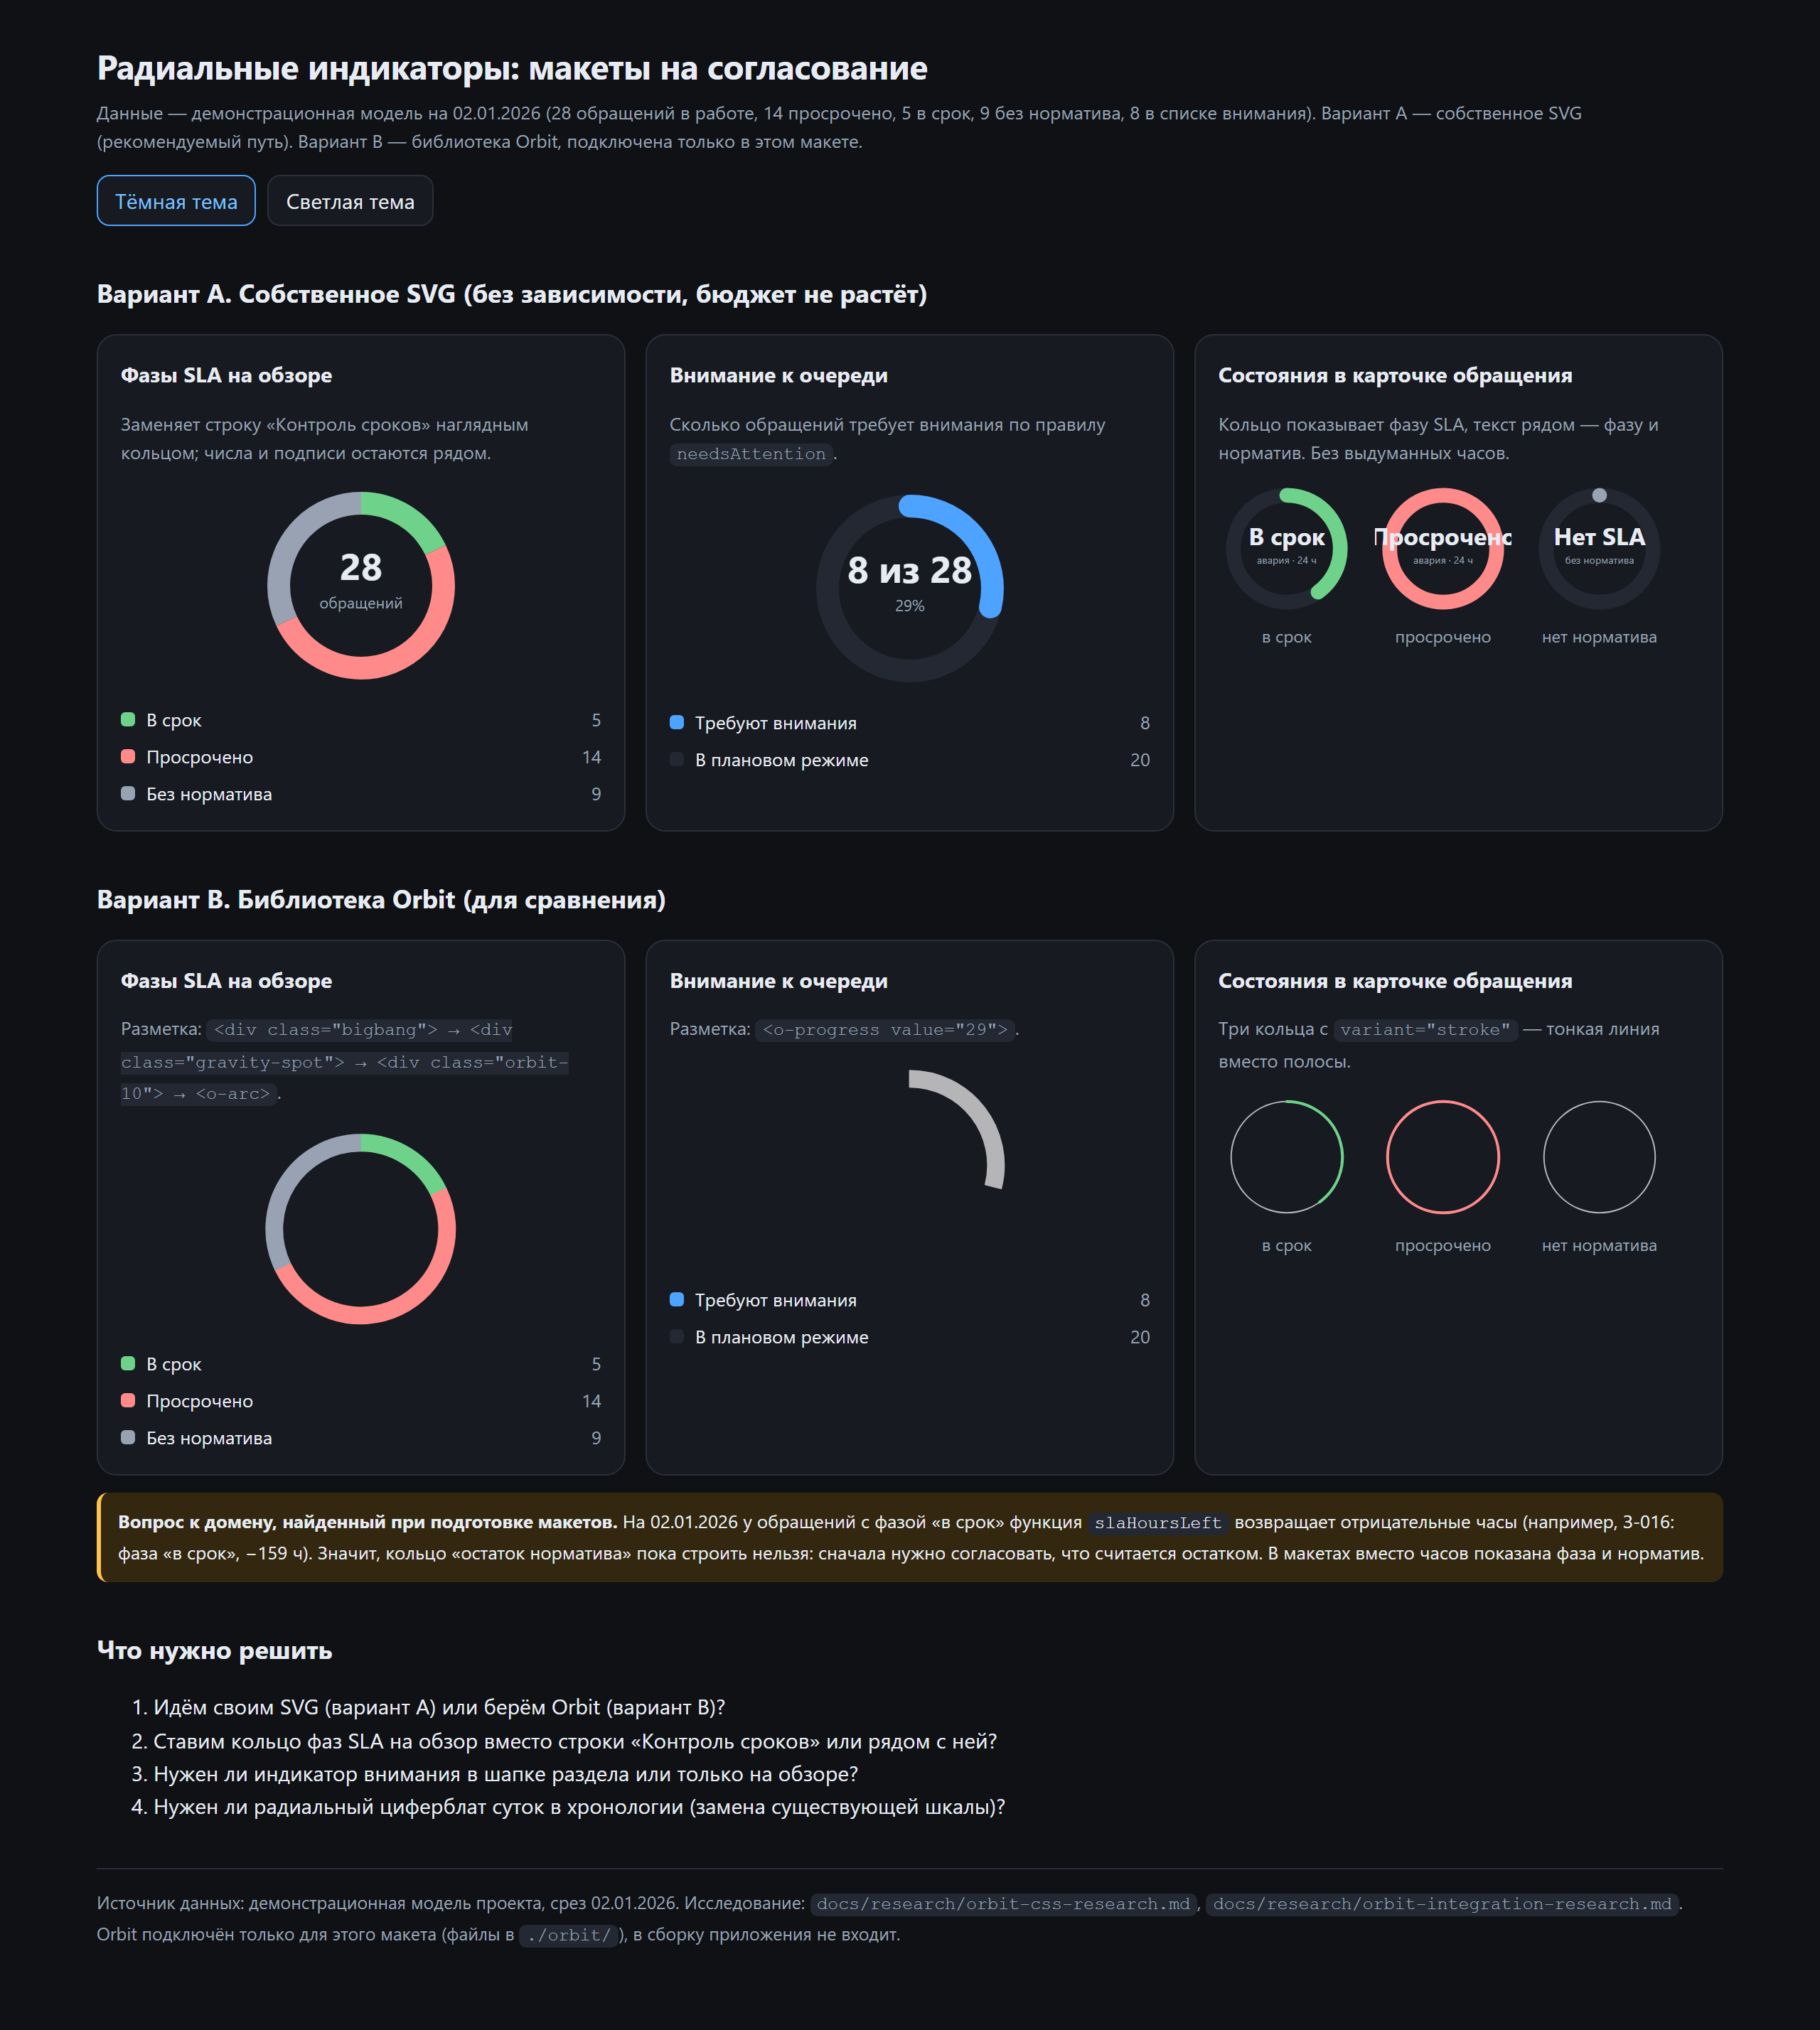 Радиальные индикаторы: макеты на согласование
Данные — демонстрационная модель на 02.01.2026 (28 обращений в работе, 14 просрочено, 5 в срок, 9 без норматива, 8 в списке внимания). Вариант А — собственное SVG
(рекомендуемый путь). Вариант B — библиотека Orbit, подключена только в этом макете.
Тёмная тема
Светлая тема
Вариант А. Собственное SVG (без зависимости, бюджет не растёт)
Фазы SLA на обзоре
Заменяет строку «Контроль сроков» наглядным
кольцом; числа и подписи остаются рядом.
28
обращений
В срок 5
Просрочено 14
Без норматива 9
Внимание к очереди
Сколько обращений требует внимания по правилу
needsAttention.
8 из 28
29%
Требуют внимания 8
В плановом режиме 20
Состояния в карточке обращения
Кольцо показывает фазу SLA, текст рядом — фазу и
норматив. Без выдуманных часов.
В срок
авария · 24 ч
в срок
Просрочено
авария · 24 ч
просрочено
Нет SLA
без норматива
нет норматива
Вариант B. Библиотека Orbit (для сравнения)
Фазы SLA на обзоре
Разметка: <div class="bigbang"> → <div
class="gravity-spot"> → <div class="orbit-
10"> → <o-arc>.
В срок 5
Просрочено 14
Без норматива 9
Внимание к очереди
Разметка: <o-progress value="29">.
Требуют внимания 8
В плановом режиме 20
Состояния в карточке обращения
Три кольца с variant="stroke" — тонкая линия
вместо полосы.
в срок
просрочено
нет норматива
Вопрос к домену, найденный при подготовке макетов. На 02.01.2026 у обращений с фазой «в срок» функция slaHoursLeft возвращает отрицательные часы (например, З-016:
фаза «в срок», −159 ч). Значит, кольцо «остаток норматива» пока строить нельзя: сначала нужно согласовать, что считается остатком. В макетах вместо часов показана фаза и норматив.
Что нужно решить
1. Идём своим SVG (вариант А) или берём Orbit (вариант B)?
2. Ставим кольцо фаз SLA на обзор вместо строки «Контроль сроков» или рядом с ней?
3. Нужен ли индикатор внимания в шапке раздела или только на обзоре?
4. Нужен ли радиальный циферблат суток в хронологии (замена существующей шкалы)?
Источник данных: демонстрационная модель проекта, срез 02.01.2026. Исследование: docs/research/orbit-css-research.md, docs/research/orbit-integration-research.md.
Orbit подключён только для этого макета (файлы в ./orbit/), в сборку приложения не входит.